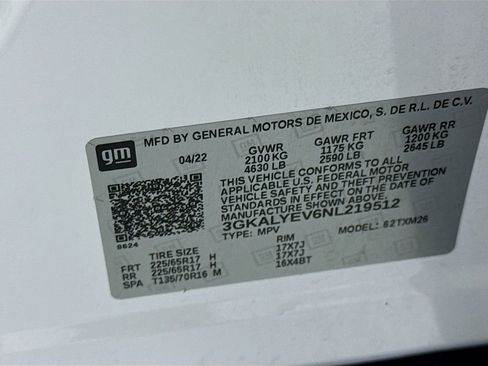 gm
MFD BY GENERAL MOTORS DE MEXICO, S. DE R.L. DE C.V.
04/22 GVWR GAWR FRT GAWR RR
2100 KG 1175 KG 1200 KG
4630 LB 2590 LB 2645 LB
THIS VEHICLE CONFORMS TO ALL
APPLICABLE U.S. FEDERAL MOTOR
VEHICLE SAFETY AND THEFT
PREVENTION STANDARDS IN EFFECT
ON THE DATE OF
MANUFACTURE SHOWN ABOVE.
3GKALYEV6NL219512
TYPE: MPV MODEL: 62TXM26
8624
TIRE SIZE RIM
FRT 225/65R17 H 17X7J
RR 225/65R17 H 17X7J
SPA T135/70R16 M 16X4BT